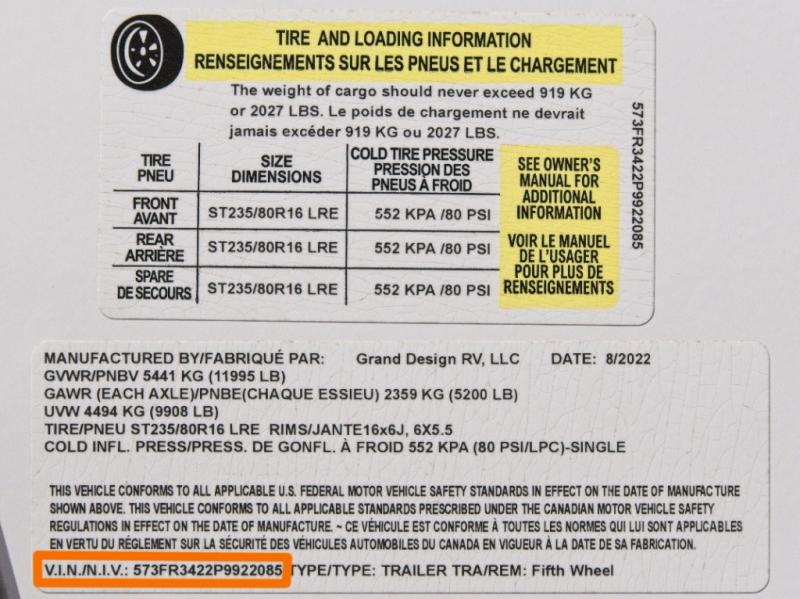 TIRE AND LOADING INFORMATION
RENSEIGNEMENTS SUR LES PNEUS ET LE CHARGEMENT
The weight of cargo should never exceed 919 KG
or 2027 LBS. Le poids de chargement ne devrait
jamais excéder 919 KG ou 2027 LBS.
TIRE
PNEU
SIZE
DIMENSIONS
COLD TIRE PRESSURE
PRESSION DES
PNEUS À FROID
FRONT
AVANT
ST235/80R16 LRE
552 KPA /80 PSI
REAR
ARRIÈRE
ST235/80R16 LRE
552 KPA /80 PSI
SPARE
DE SECOURS
ST235/80R16 LRE
552 KPA /80 PSI
SEE OWNER'S
MANUAL FOR
ADDITIONAL
INFORMATION
VOIR LE MANUEL
DE L'USAGER
POUR PLUS DE
RENSEIGNEMENTS
573FR3422P9922085
MANUFACTURED BY/FABRIQUÉ PAR: Grand Design RV, LLC DATE: 8/2022
GVWR/PNBV 5441 KG (11995 LB)
GAWR (EACH AXLE)/PNBE(CHAQUE ESSIEU) 2359 KG (5200 LB)
UVW 4494 KG (9908 LB)
TIRE/PNEU ST235/80R16 LRE RIMS/JANTE16x6J, 6X5.5
COLD INFL. PRESS/PRESS. DE GONFL. À FROID 552 KPA (80 PSI/LPC)-SINGLE
THIS VEHICLE CONFORMS TO ALL APPLICABLE U.S. FEDERAL MOTOR VEHICLE SAFETY STANDARDS IN EFFECT ON THE DATE OF MANUFACTURE
SHOWN ABOVE. THIS VEHICLE CONFORMS TO ALL APPLICABLE STANDARDS PRESCRIBED UNDER THE CANADIAN MOTOR VEHICLE SAFETY
REGULATIONS IN EFFECT ON THE DATE OF MANUFACTURE. ~ CE VÉHICULE EST CONFORME À TOUTES LES NORMES QUI LUI SONT APPLICABLES
EN VERTU DU RÉGLEMENT SUR LA SÉCURITÉ DES VÉHICULES AUTOMOBILES DU CANADA EN VIGUEUR À LA DATE DE SA FABRICATION.
V.I.N./N.I.V.: 573FR3422P9922085 TYPE/TYPE: TRAILER TRA/REM: Fifth Wheel